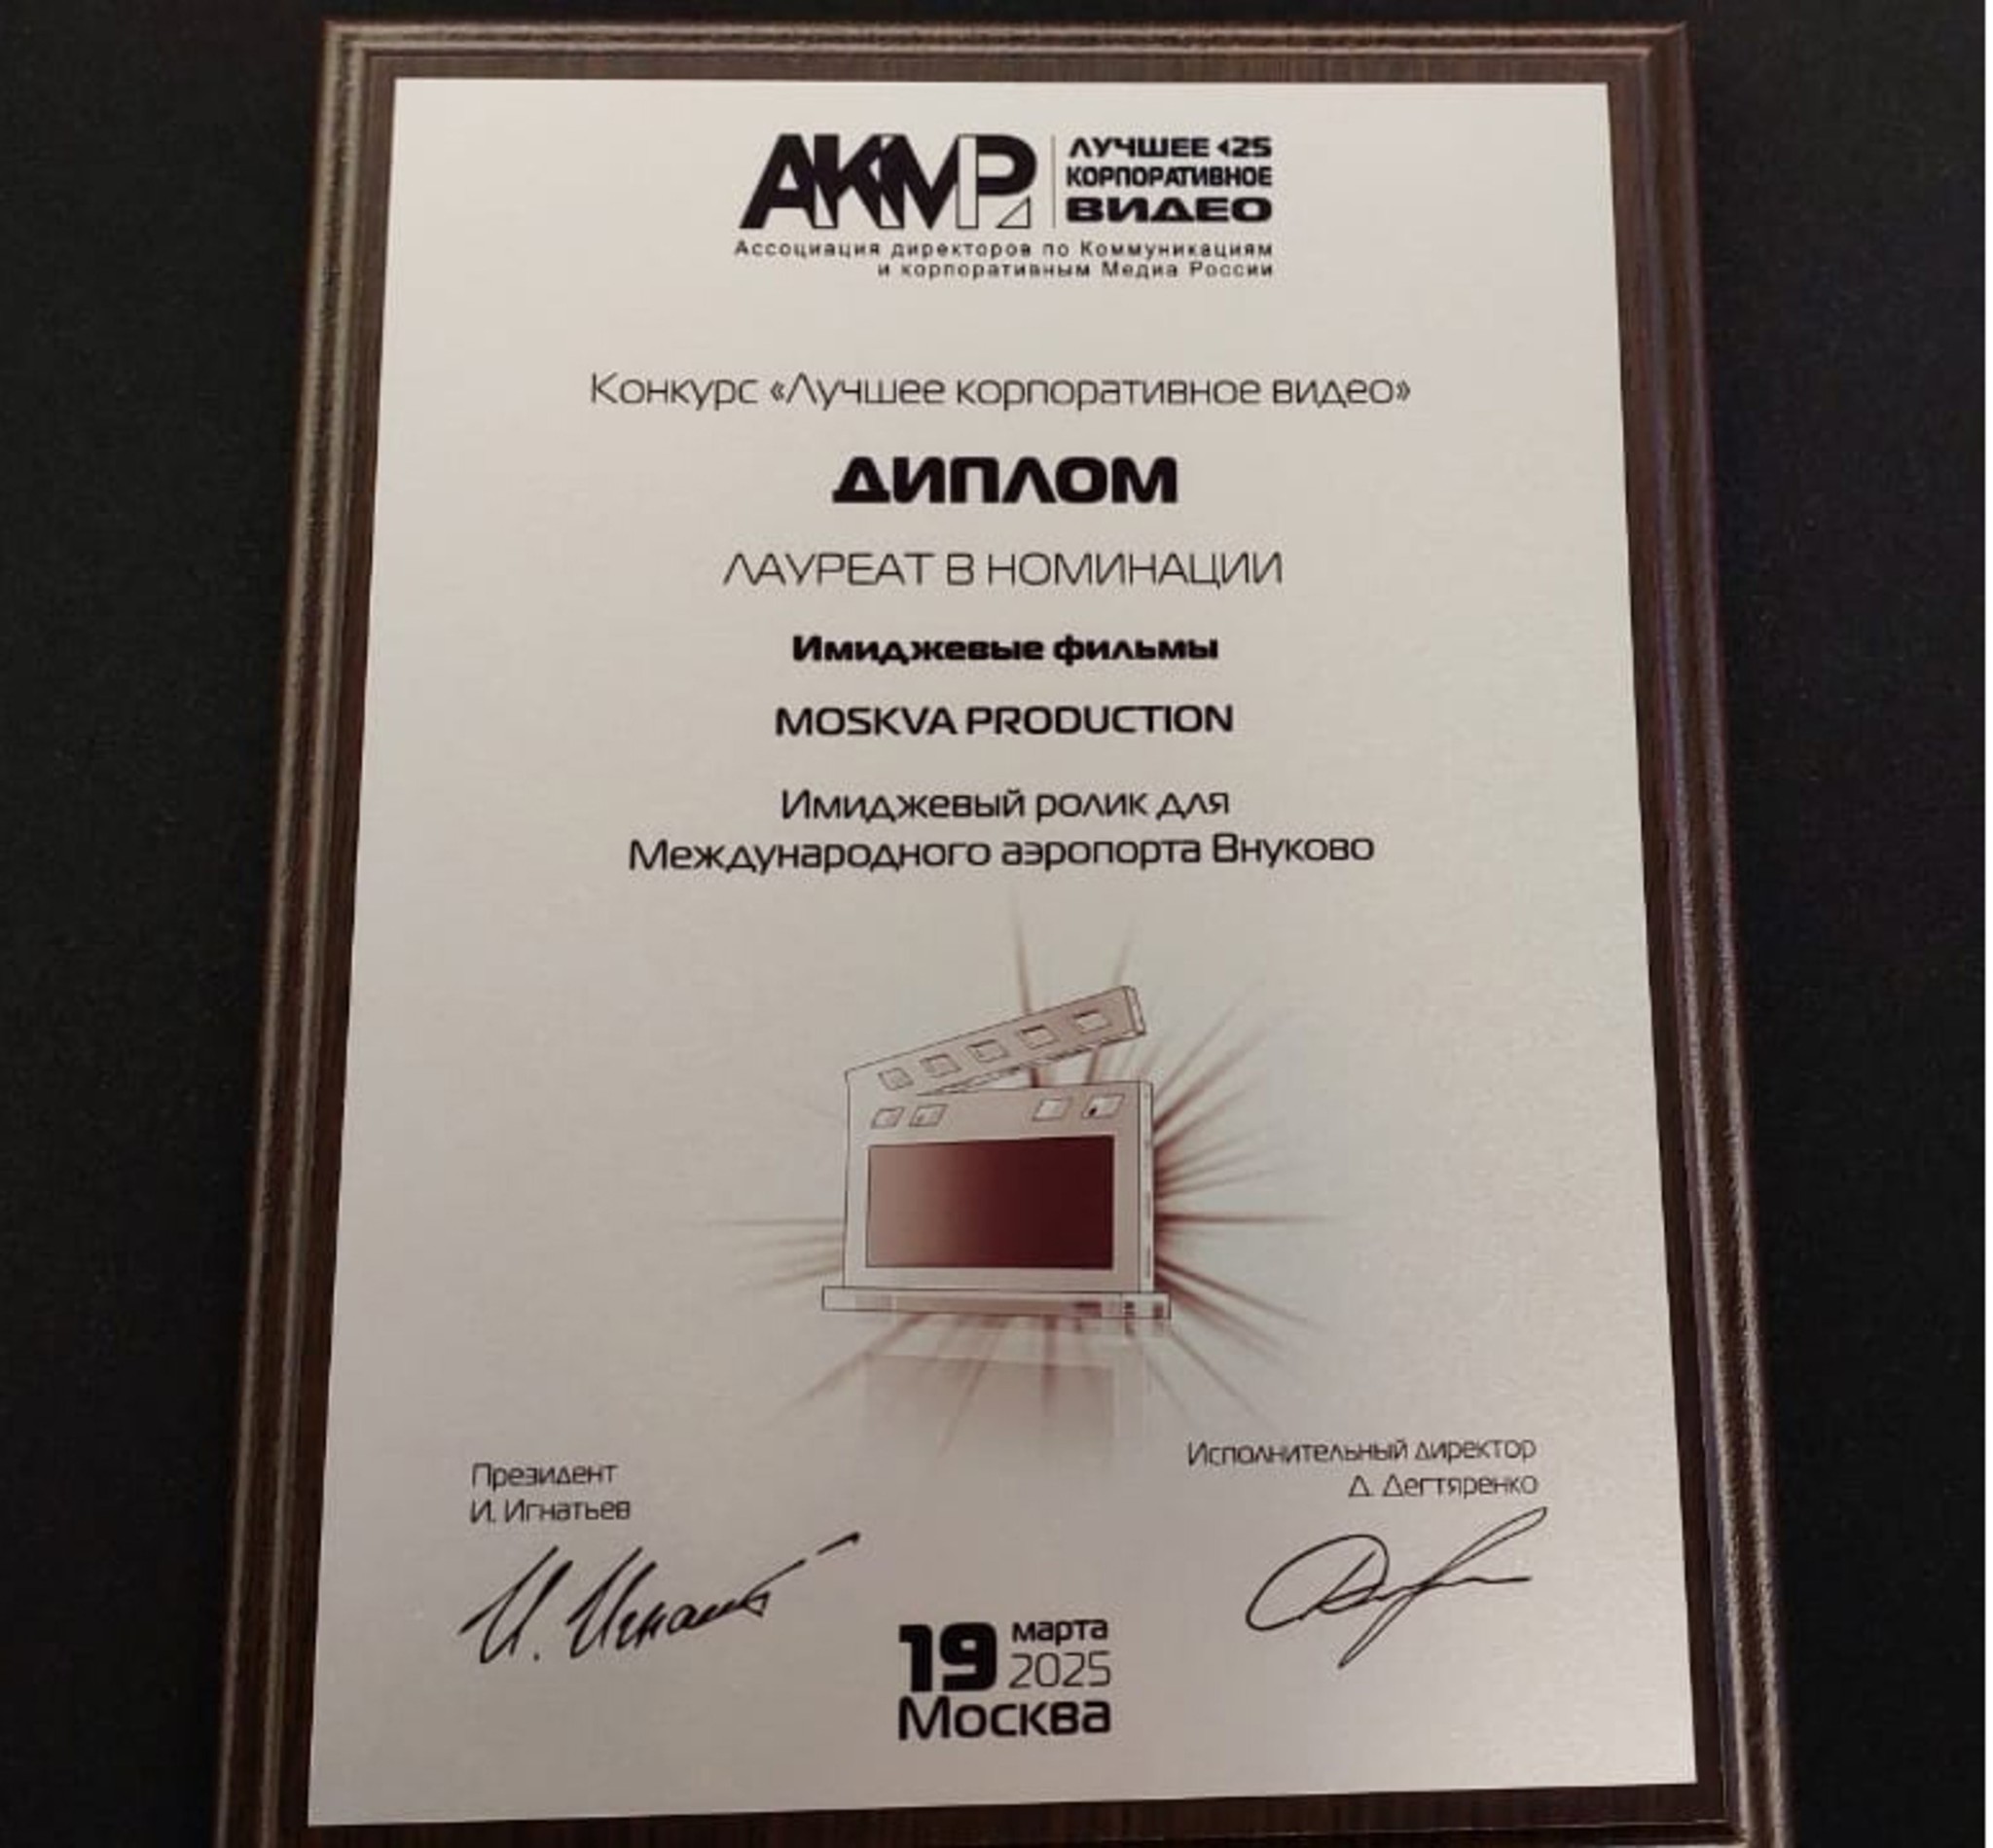 АКМР
ЛУЧШЕЕ 25
КОРПОРАТИВНОЕ
ВИДЕО
Ассоциация директоров по Коммуникациям
и корпоративным Медиа России
Конкурс «Лучшее корпоративное видео»
ДИПЛОМ
ЛАУРЕАТ В НОМИНАЦИИ
Имиджевые фильмы
MOSKVA PRODUCTION
Имиджевый ролик для
Международного аэропорта Внуково
Президент
И. Игнатьев
Исполнительный директор
Д. Дегтяренко
19 марта
2025
Москва